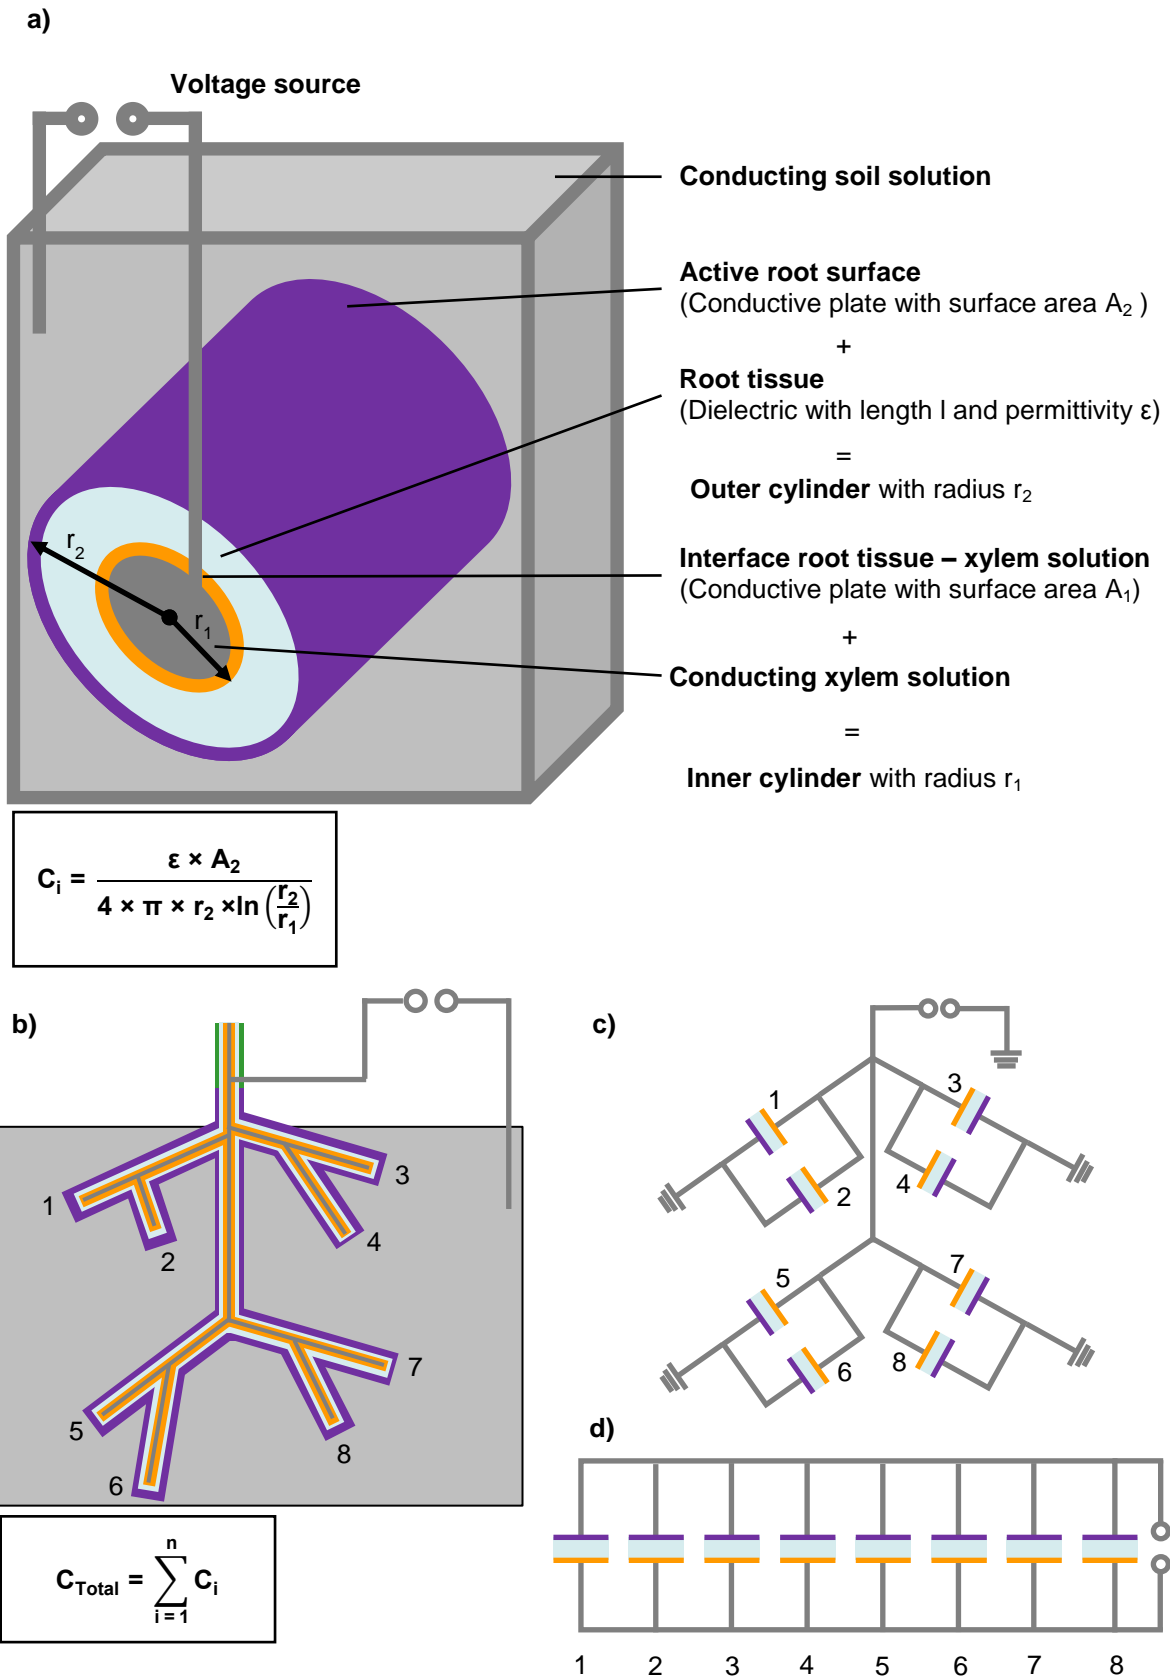 a)
Voltage source
Conducting soil solution
Active root surface
(Conductive plate with surface area A₂ )
+
Root tissue
(Dielectric with length l and permittivity ε)
=
Outer cylinder with radius r₂
Interface root tissue – xylem solution
(Conductive plate with surface area A₁)
+
Conducting xylem solution
=
Inner cylinder with radius r₁
r₂
r₁
Cᵢ = ε × A₂ / 4 × π × r₂ ×ln (r₂/r₁)
b)
1
2
3
4
5
6
7
8
C_Total = ∑ⁿᵢ₌₁ Cᵢ
c)
1
2
3
4
5
6
7
8
d)
1 2 3 4 5 6 7 8